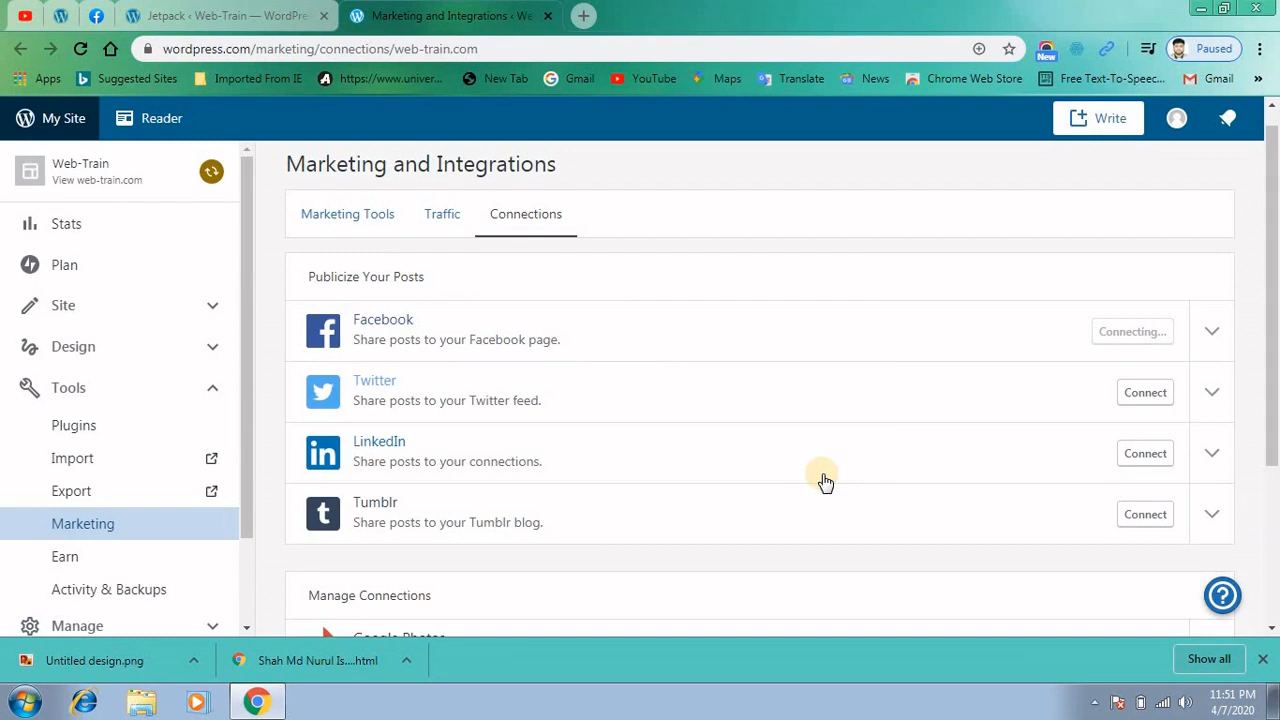 Jetpack ‹ Web-Train — WordPre
Marketing and Integrations ‹ We
wordpress.com/marketing/connections/web-train.com
Paused
Apps
Suggested Sites
Imported From IE
https://www.univer...
New Tab
Gmail
YouTube
Maps
Translate
News
Chrome Web Store
Free Text-To-Speec...
Gmail
»
New
My Site
Reader
Write
Web-Train
View web-train.com
Stats
Plan
Site
Design
Tools
Plugins
Import
Export
Marketing
Earn
Activity & Backups
Manage
Marketing and Integrations
Marketing Tools
Traffic
Connections
Publicize Your Posts
Facebook
Share posts to your Facebook page.
Connecting...
Twitter
Share posts to your Twitter feed.
Connect
LinkedIn
Share posts to your connections.
Connect
Tumblr
Share posts to your Tumblr blog.
Connect
Manage Connections
Google Photos
Untitled design.png
Shah Md Nurul Is....html
Show all
11:51 PM
4/7/2020